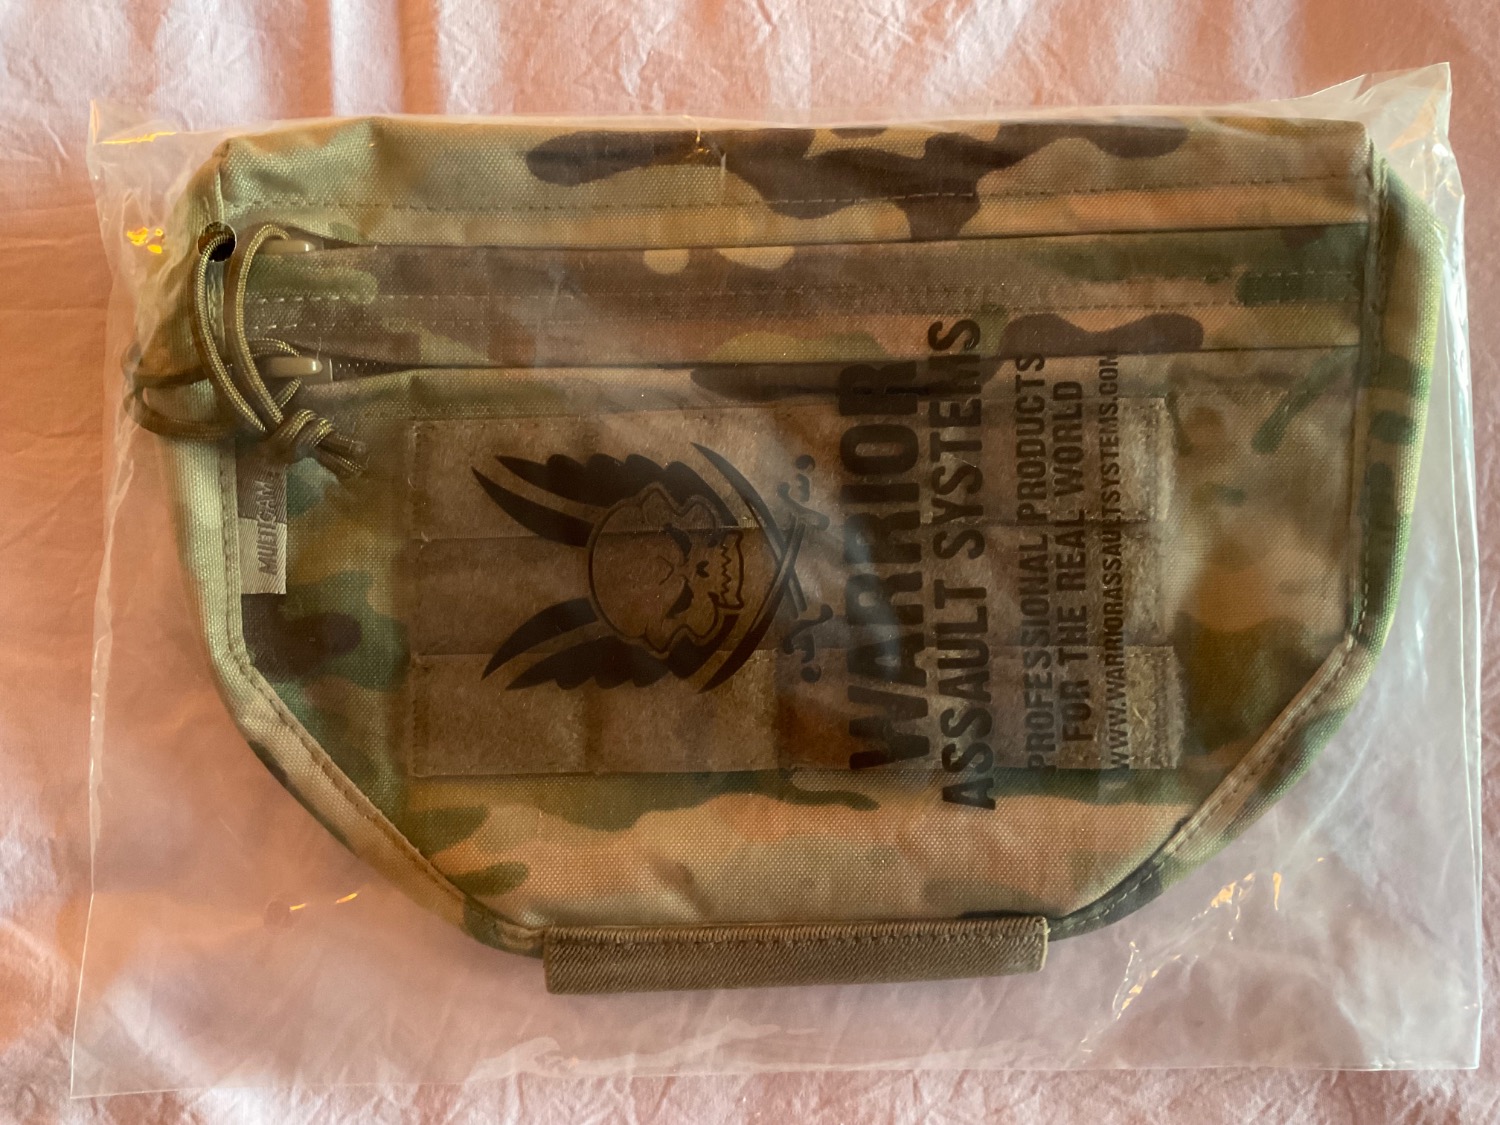 MULTICAM
WARRIOR
ASSAULT SYSTEMS
PROFESSIONAL PRODUCTS
FOR THE REAL WORLD
WWW.WARRIORASSAULTSYSTEMS.COM